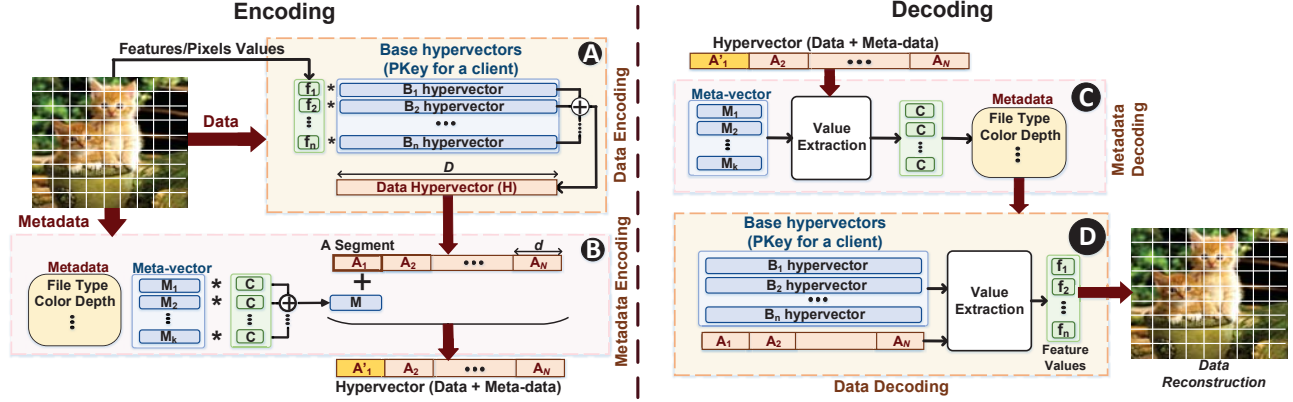 Encoding
Features/Pixels Values
Data
Metadata
A
Base hypervectors
(PKey for a client)
f1 * B1 hypervector
f2 * B2 hypervector
fn * Bn hypervector
+
D
Data Hypervector (H)
Data Encoding
B
A Segment
d
A1 A2 ••• AN
+
M
Metadata
File Type
Color Depth
Meta-vector
M1 * C
M2 * C
Mk * C
+
Metadata Encoding
A'1 A2 ••• AN
Hypervector (Data + Meta-data)
Decoding
Hypervector (Data + Meta-data)
A'1 A2 ••• AN
C
Meta-vector
M1
M2
Mk
Value
Extraction
C
C
C
Metadata
File Type
Color Depth
Metadata
Decoding
D
Base hypervectors
(PKey for a client)
B1 hypervector
B2 hypervector
Bn hypervector
A1 A2 AN
Value
Extraction
f1
f2
fn
Feature
Values
Data Decoding
Data
Reconstruction